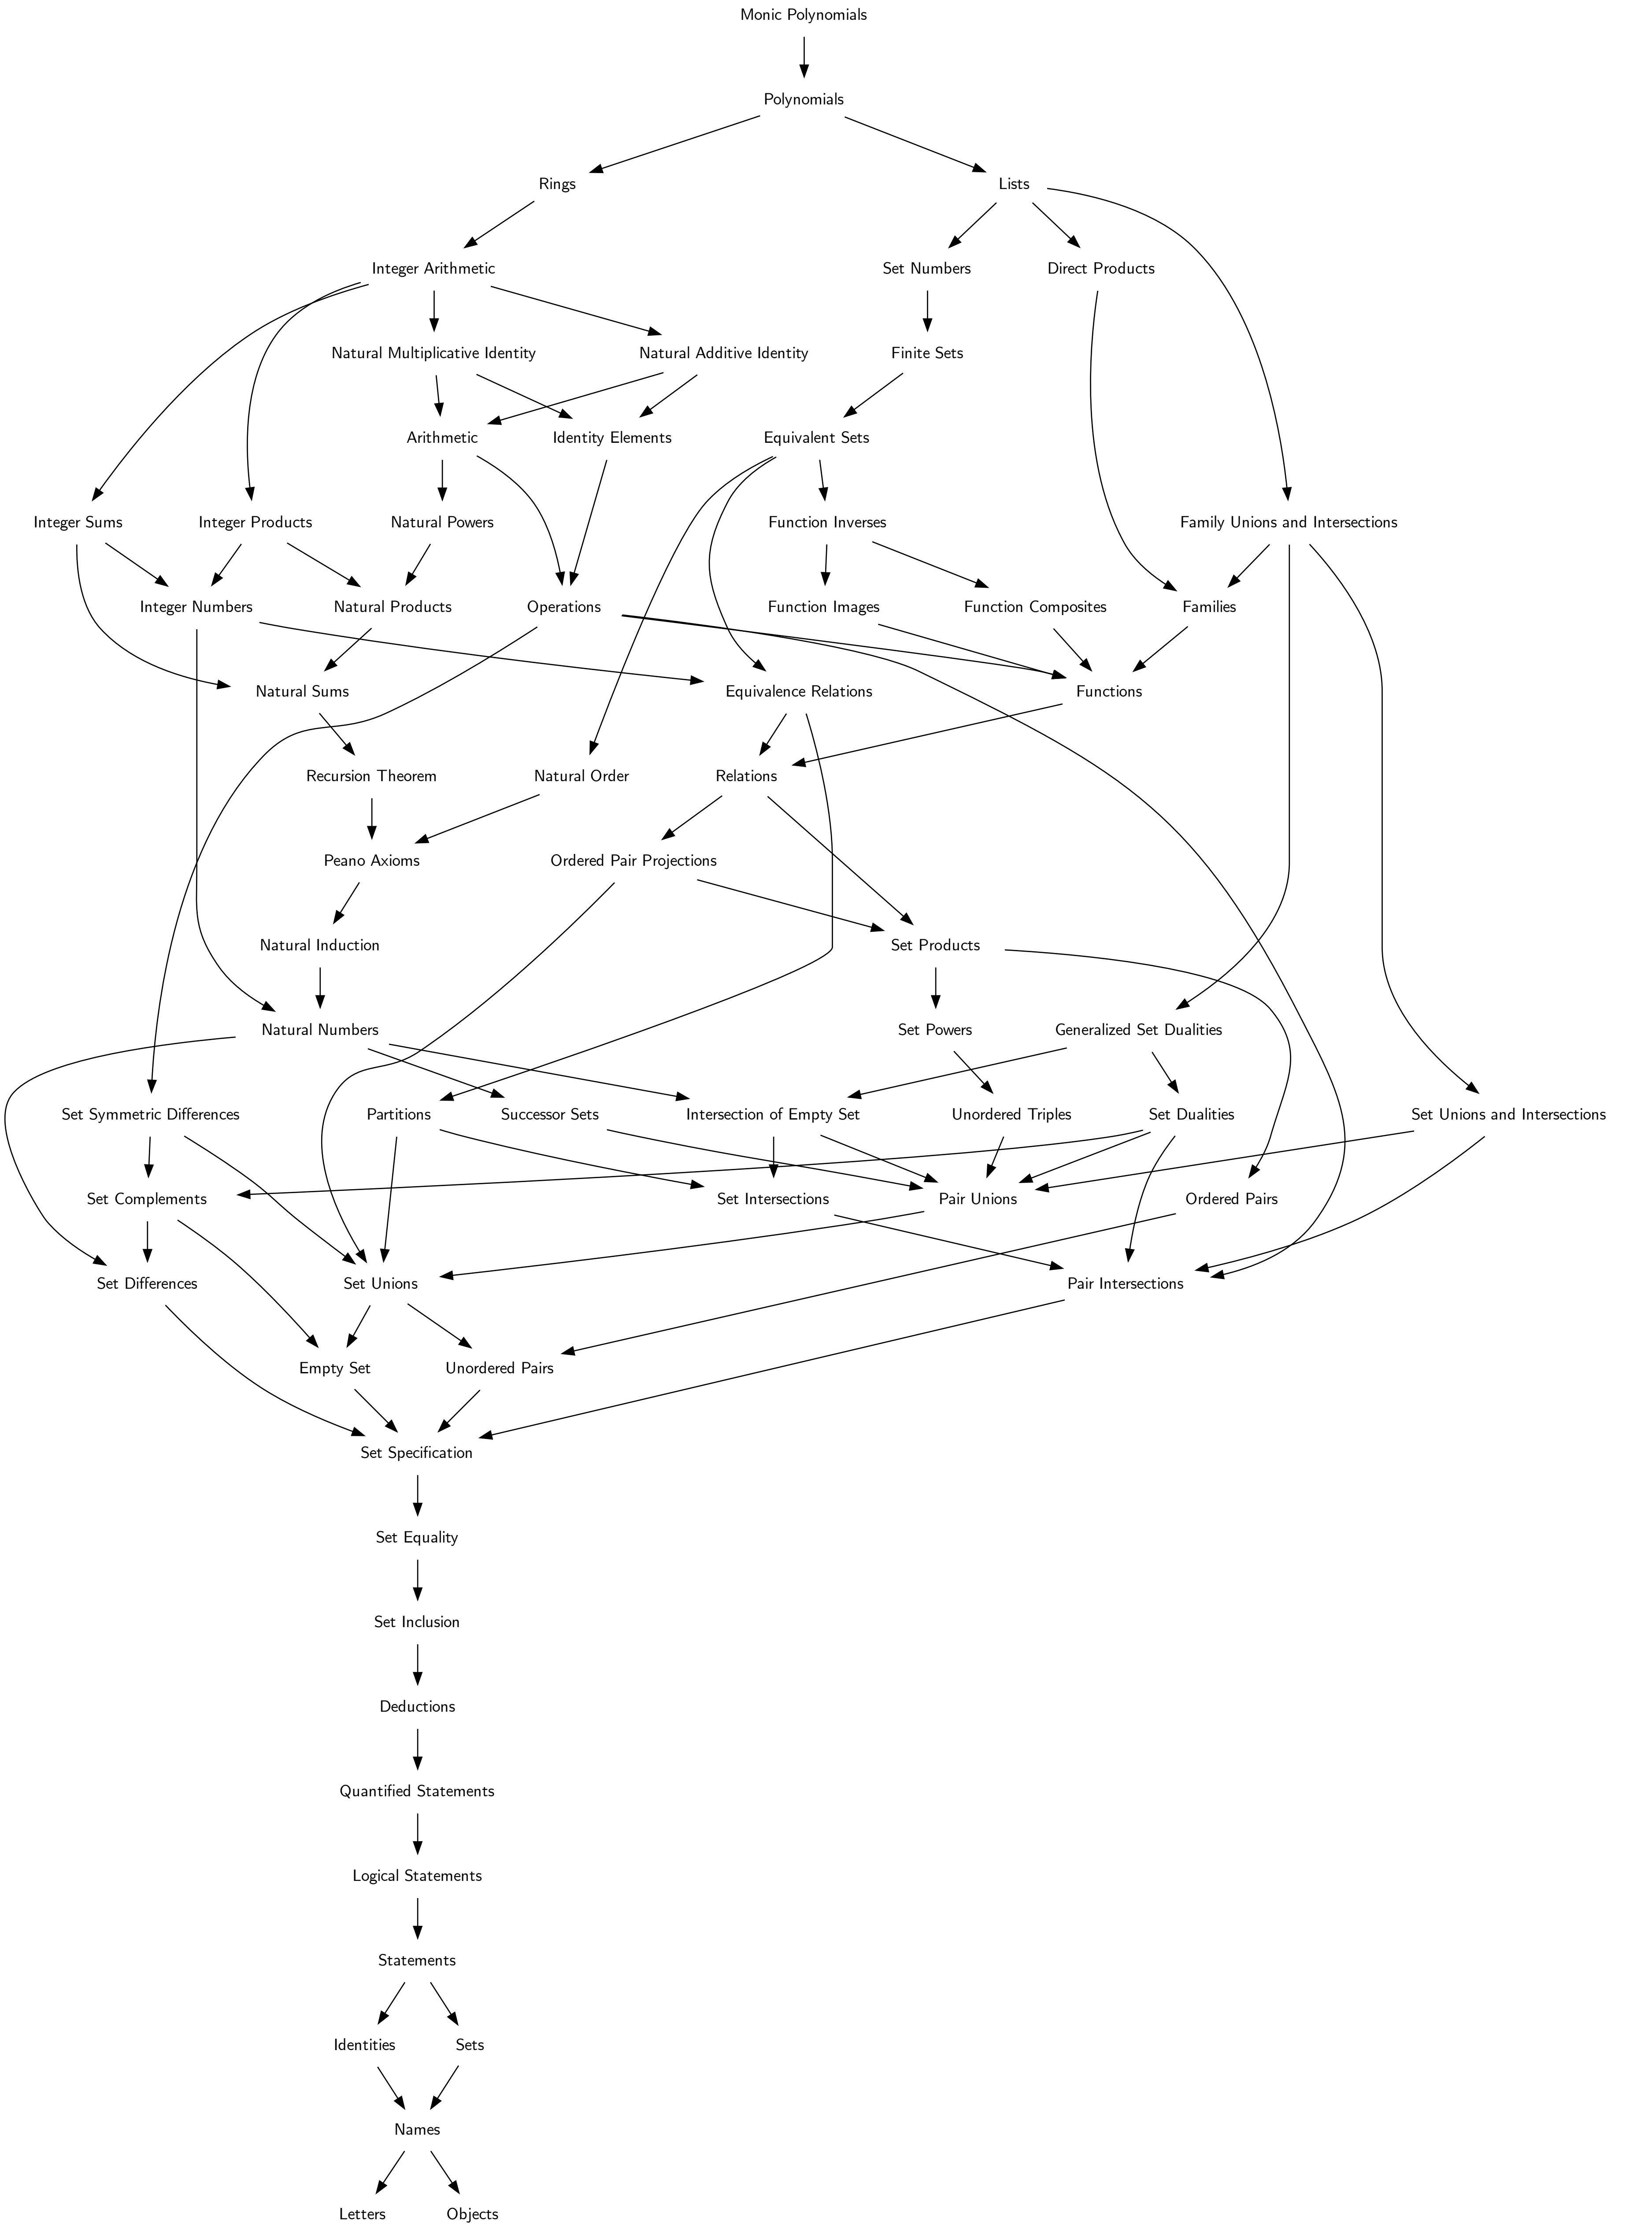 Monic Polynomials
Polynomials
Rings
Lists
Integer Arithmetic
Set Numbers
Direct Products
Natural Multiplicative Identity
Natural Additive Identity
Finite Sets
Arithmetic
Identity Elements
Equivalent Sets
Integer Sums
Integer Products
Natural Powers
Function Inverses
Family Unions and Intersections
Integer Numbers
Natural Products
Operations
Function Images
Function Composites
Families
Natural Sums
Equivalence Relations
Functions
Recursion Theorem
Natural Order
Relations
Peano Axioms
Ordered Pair Projections
Natural Induction
Set Products
Natural Numbers
Set Powers
Generalized Set Dualities
Set Symmetric Differences
Partitions
Successor Sets
Intersection of Empty Set
Unordered Triples
Set Dualities
Set Unions and Intersections
Set Complements
Set Intersections
Pair Unions
Ordered Pairs
Set Differences
Set Unions
Pair Intersections
Empty Set
Unordered Pairs
Set Specification
Set Equality
Set Inclusion
Deductions
Quantified Statements
Logical Statements
Statements
Identities
Sets
Names
Letters
Objects